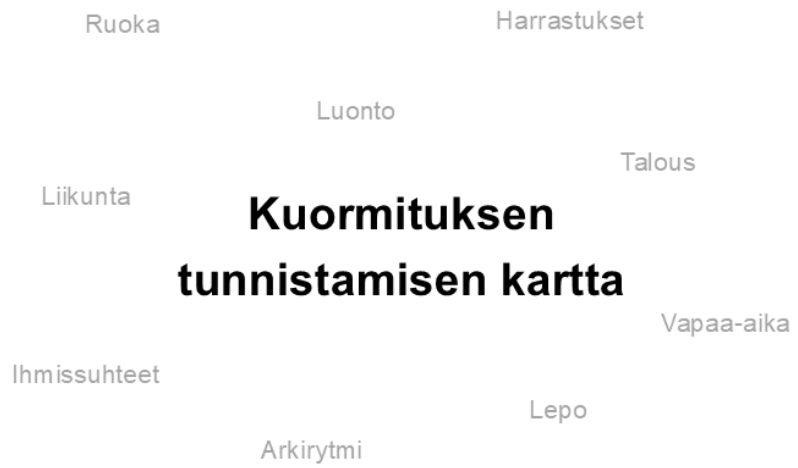 Ruoka
Harrastukset
Luonto
Talous
Liikunta
Kuormituksen
tunnistamisen kartta
Vapaa-aika
Ihmissuhteet
Lepo
Arkirytmi